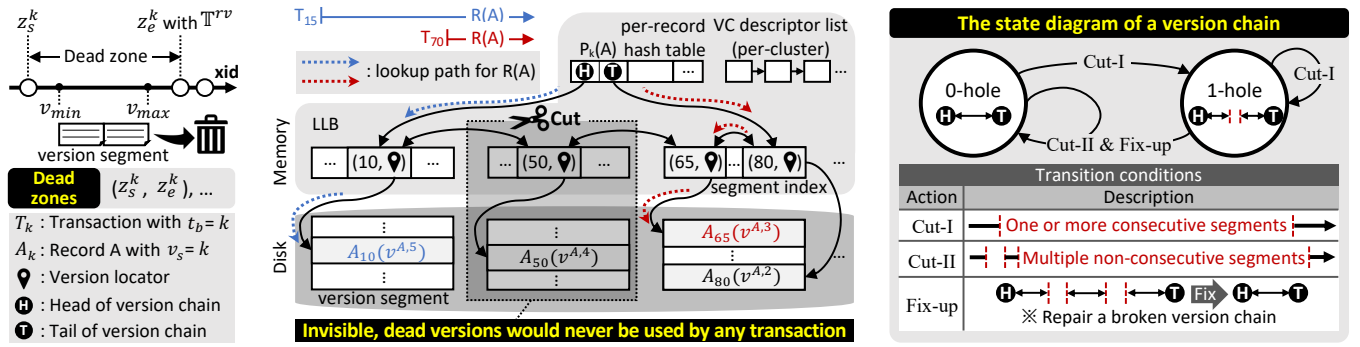 z_s^k
z_e^k with 𝕋^rv
Dead zone
xid
v_min
v_max
version segment
Dead zones
(z_s^k, z_e^k), ...
T_k : Transaction with t_b= k
A_k: Record A with v_s= k
: Version locator
H : Head of version chain
T : Tail of version chain
T_15
R(A)
T_70
R(A)
: lookup path for R(A)
per-record
hash table
P_k(A)
H T ...
VC descriptor list
(per-cluster)
...
Memory
LLB
Cut
... (10, ) ...
... (50, ) ...
(65, ) ... (80, )
...
segment index
Disk
⋮
A_10(v^A,5)
⋮
version segment
⋮
A_50(v^A,4)
⋮
A_65(v^A,3)
⋮
A_80(v^A,2)
...
Invisible, dead versions would never be used by any transaction
The state diagram of a version chain
0-hole
H T
1-hole
H T
Cut-I
Cut-I
Cut-II & Fix-up
Transition conditions
Action Description
Cut-I One or more consecutive segments
Cut-II Multiple non-consecutive segments
Fix-up H T Fix H T
※ Repair a broken version chain